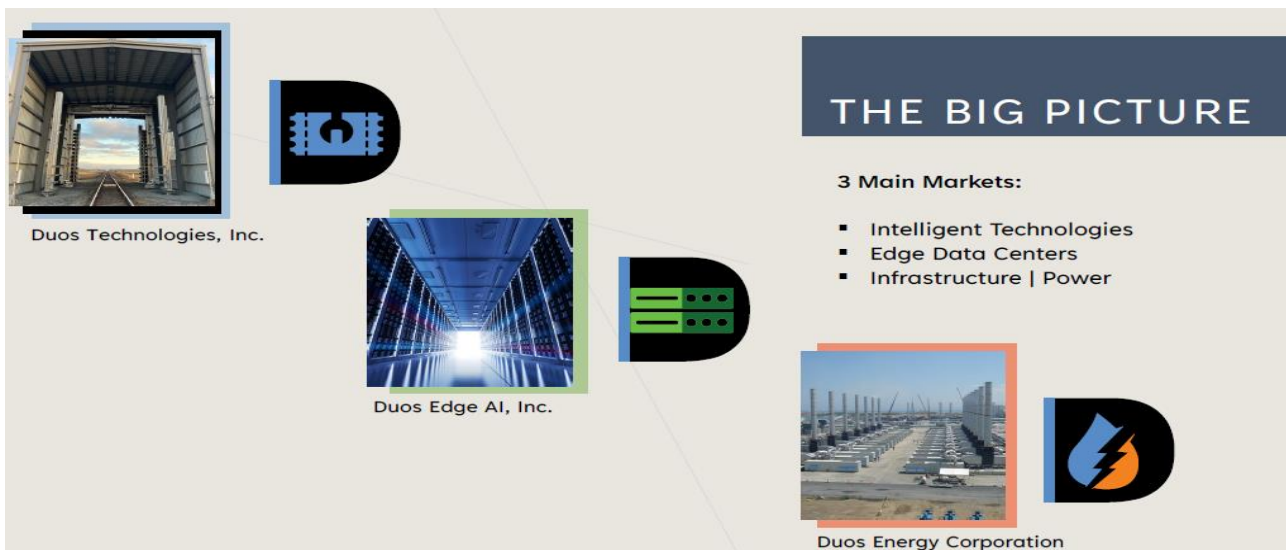 THE BIG PICTURE
3 Main Markets:
▪ Intelligent Technologies
▪ Edge Data Centers
▪ Infrastructure | Power
Duos Technologies, Inc.
Duos Edge AI, Inc.
Duos Energy Corporation